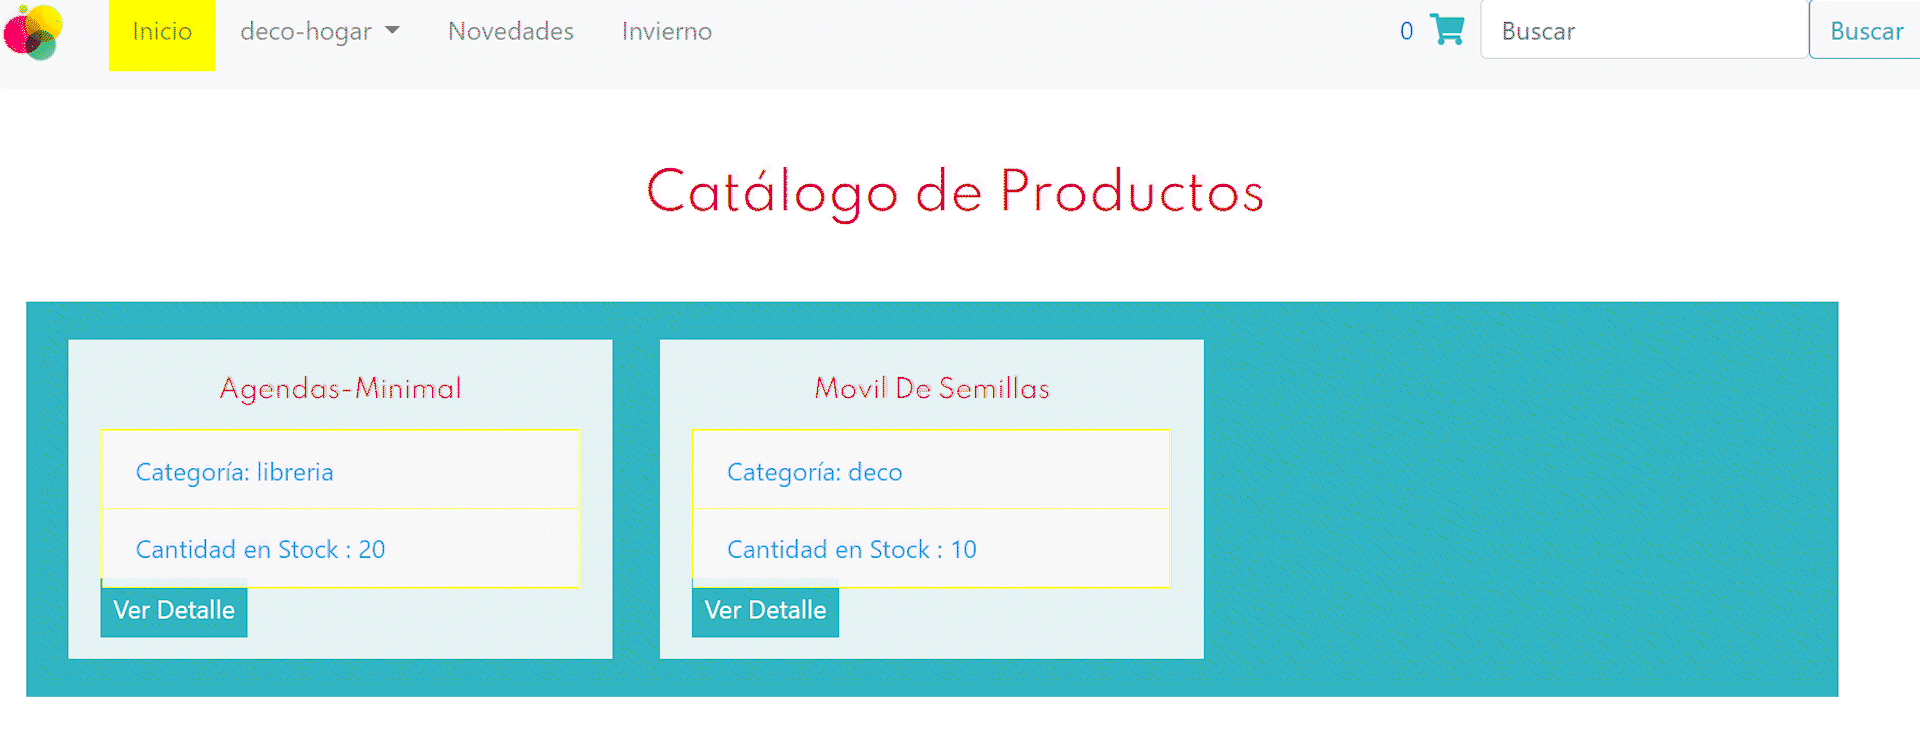 Inicio deco-hogar Novedades Invierno 0 Buscar Buscar
Catálogo de Productos
Agendas-Minimal
Categoría: libreria
Cantidad en Stock : 20
Ver Detalle
Movil De Semillas
Categoría: deco
Cantidad en Stock : 10
Ver Detalle